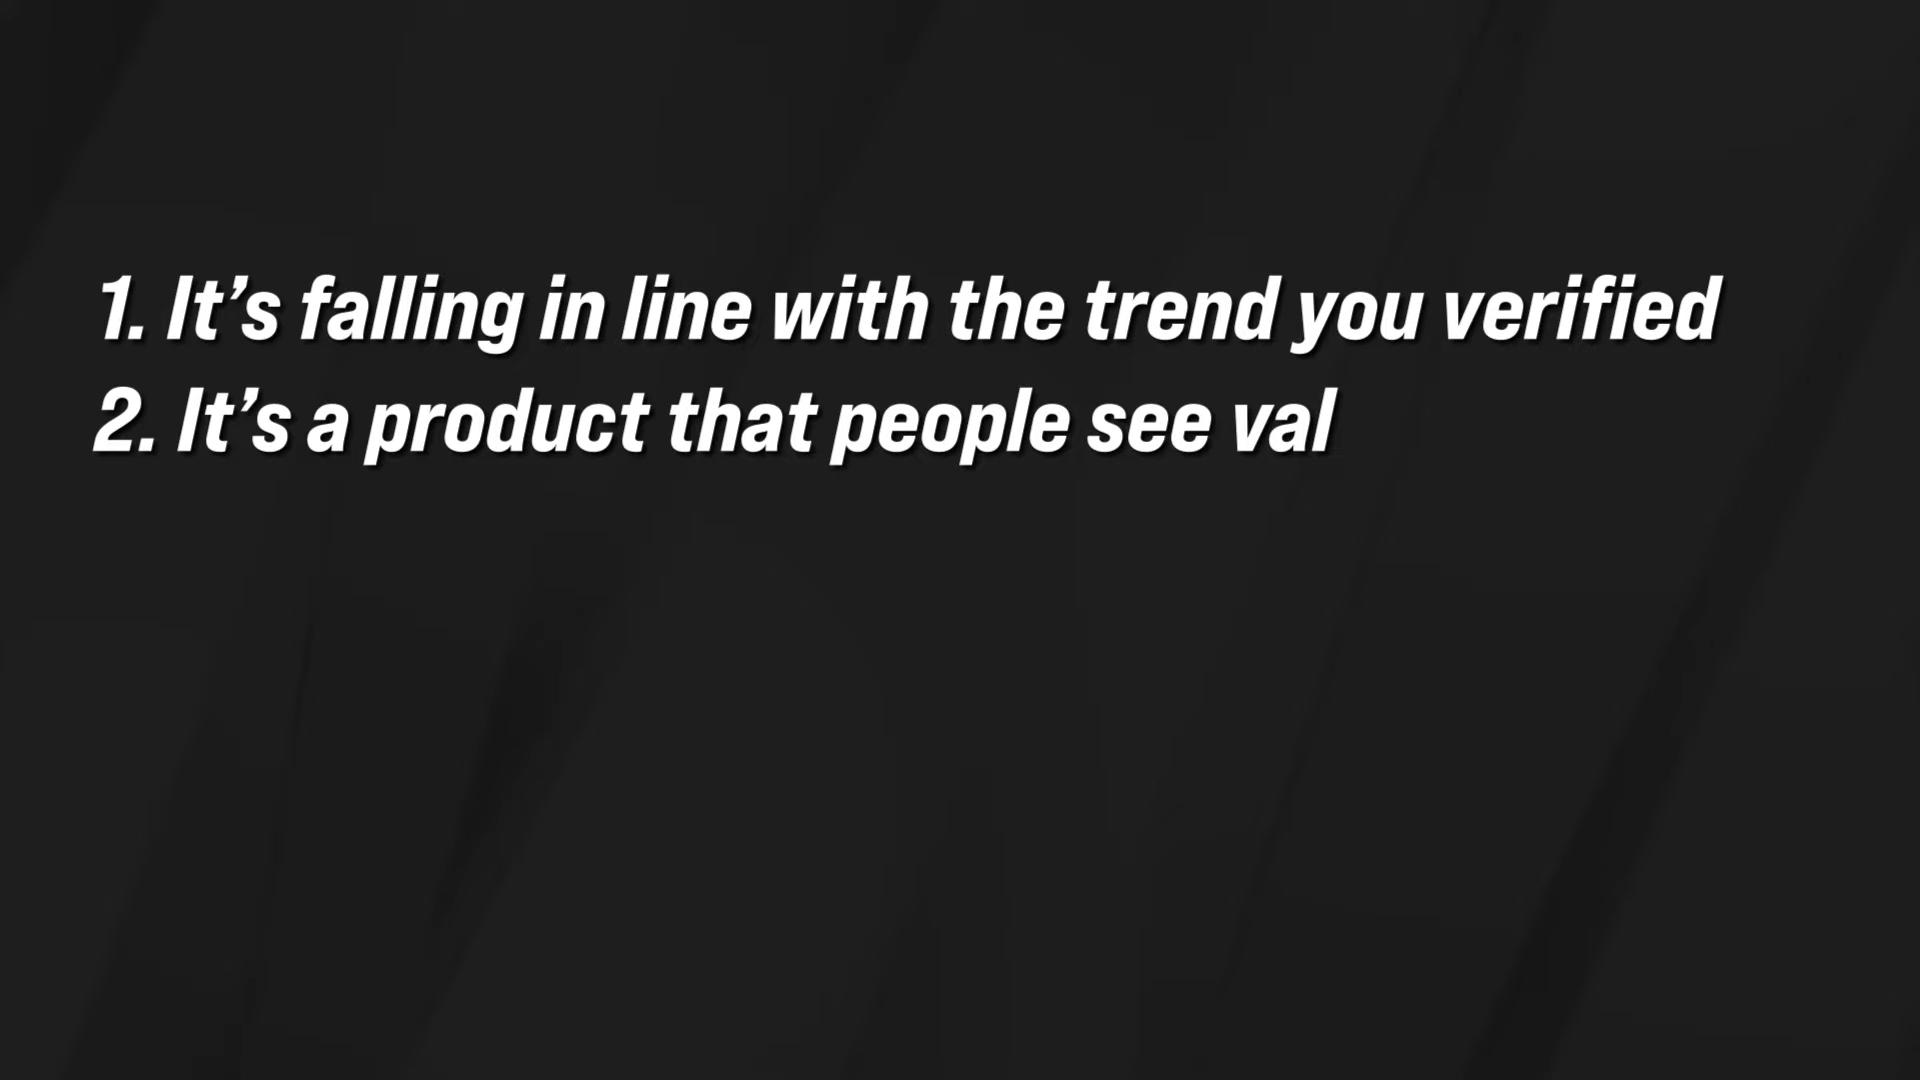 1. It’s falling in line with the trend you verified
2. It’s a product that people see val